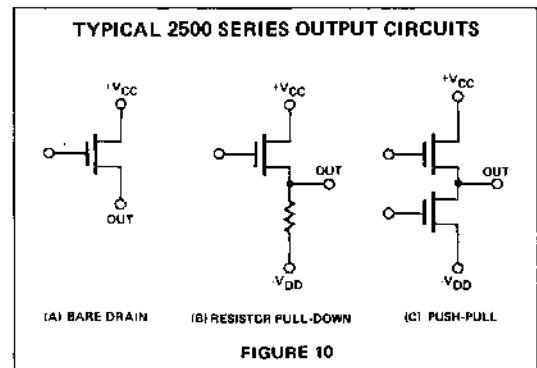 TYPICAL 2500 SERIES OUTPUT CIRCUITS
+VCC
OUT
(A) BARE DRAIN
+VCC
OUT
-VDD
(B) RESISTOR PULL-DOWN
+VCC
OUT
-VDD
(C) PUSH-PULL
FIGURE 10